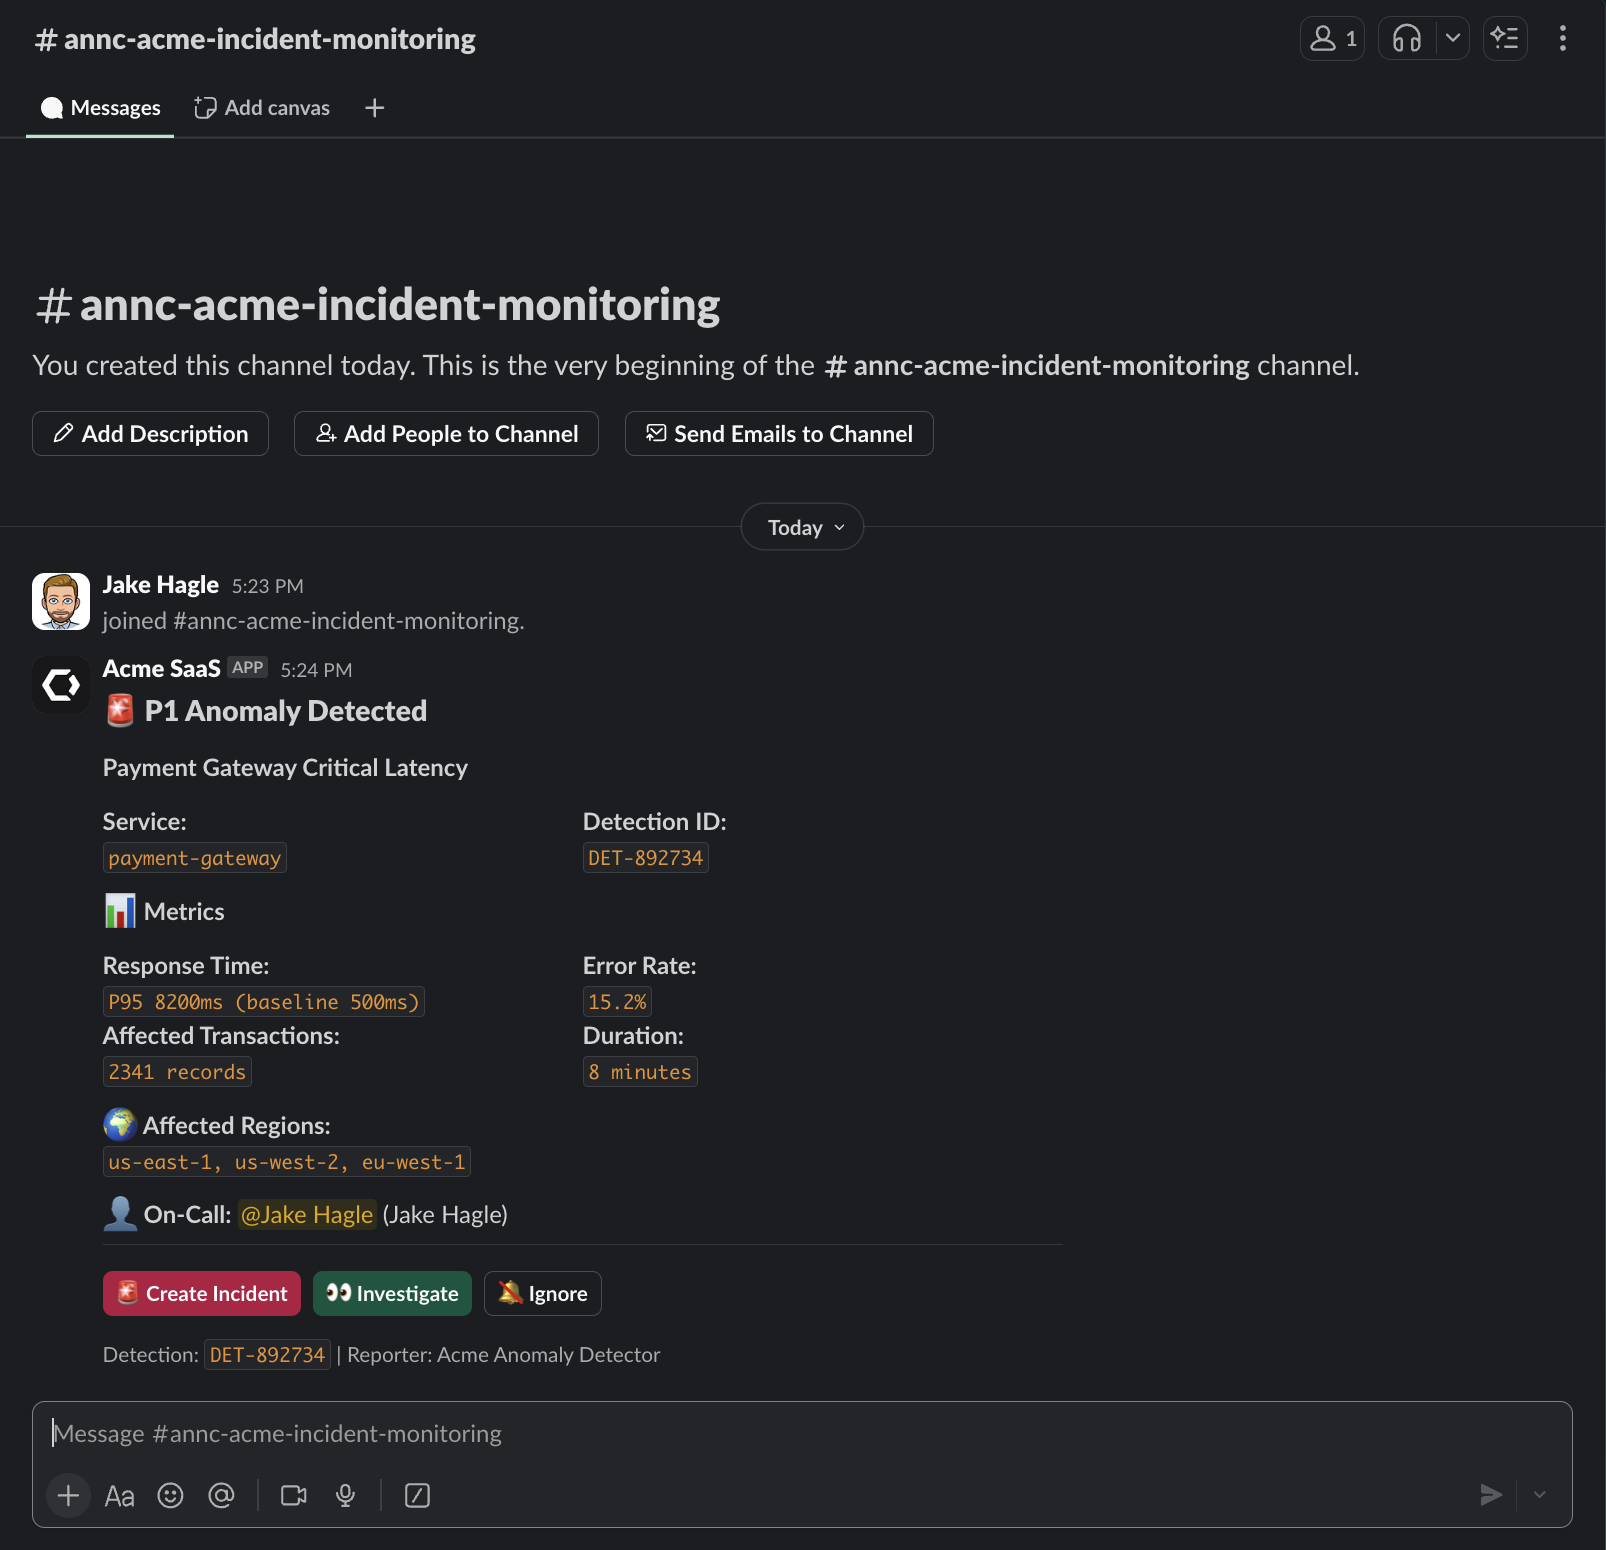 # annc-acme-incident-monitoring
1
Messages
Add canvas
# annc-acme-incident-monitoring
You created this channel today. This is the very beginning of the # annc-acme-incident-monitoring channel.
Add Description
Add People to Channel
Send Emails to Channel
Today
Jake Hagle 5:23 PM
joined #annc-acme-incident-monitoring.
Acme SaaS APP 5:24 PM
🚨 P1 Anomaly Detected
Payment Gateway Critical Latency
Service: Detection ID:
payment-gateway DET-892734
📊 Metrics
Response Time: Error Rate:
P95 8200ms (baseline 500ms) 15.2%
Affected Transactions: Duration:
2341 records 8 minutes
🌍 Affected Regions:
us-east-1, us-west-2, eu-west-1
👤 On-Call: @Jake Hagle (Jake Hagle)
🚨 Create Incident
👀 Investigate
🔕 Ignore
Detection: DET-892734 | Reporter: Acme Anomaly Detector
Message #annc-acme-incident-monitoring
Aa